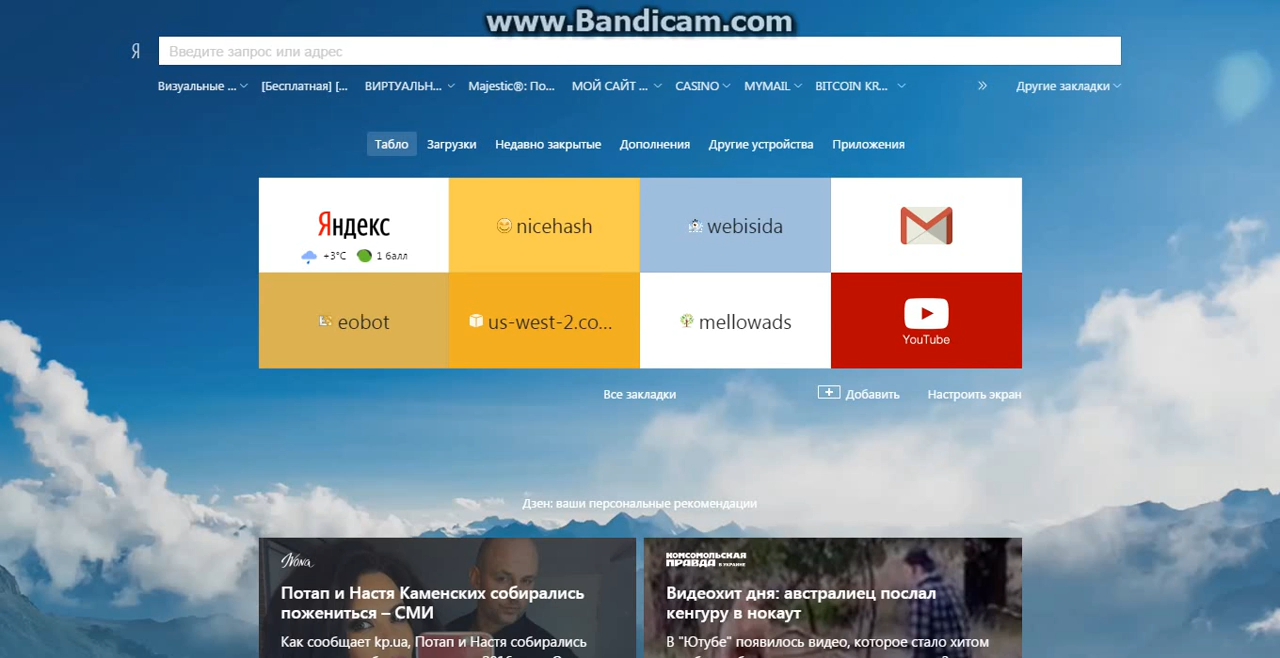 www.Bandicam.com
Я Введите запрос или адрес
Визуальные ... [Бесплатная] [... ВИРТУАЛЬН... Majestic®: По... МОЙ САЙТ ... CASINO MYMAIL BITCOIN KR... » Другие закладки
Табло Загрузки Недавно закрытые Дополнения Другие устройства Приложения
Яндекс nicehash webisida
+3°C 1 балл
eobot us-west-2.co... mellowads YouTube
Все закладки Добавить Настроить экран
Дзен: ваши персональные рекомендации
Nona
Потап и Настя Каменских собирались
пожениться – СМИ
Как сообщает kp.ua, Потап и Настя собирались
КОМСОМОЛЬСКАЯ
ПРАВДА В УКРАИНЕ
Видеохит дня: австралиец послал
кенгуру в нокаут
В "Ютубе" появилось видео, которое стало хитом